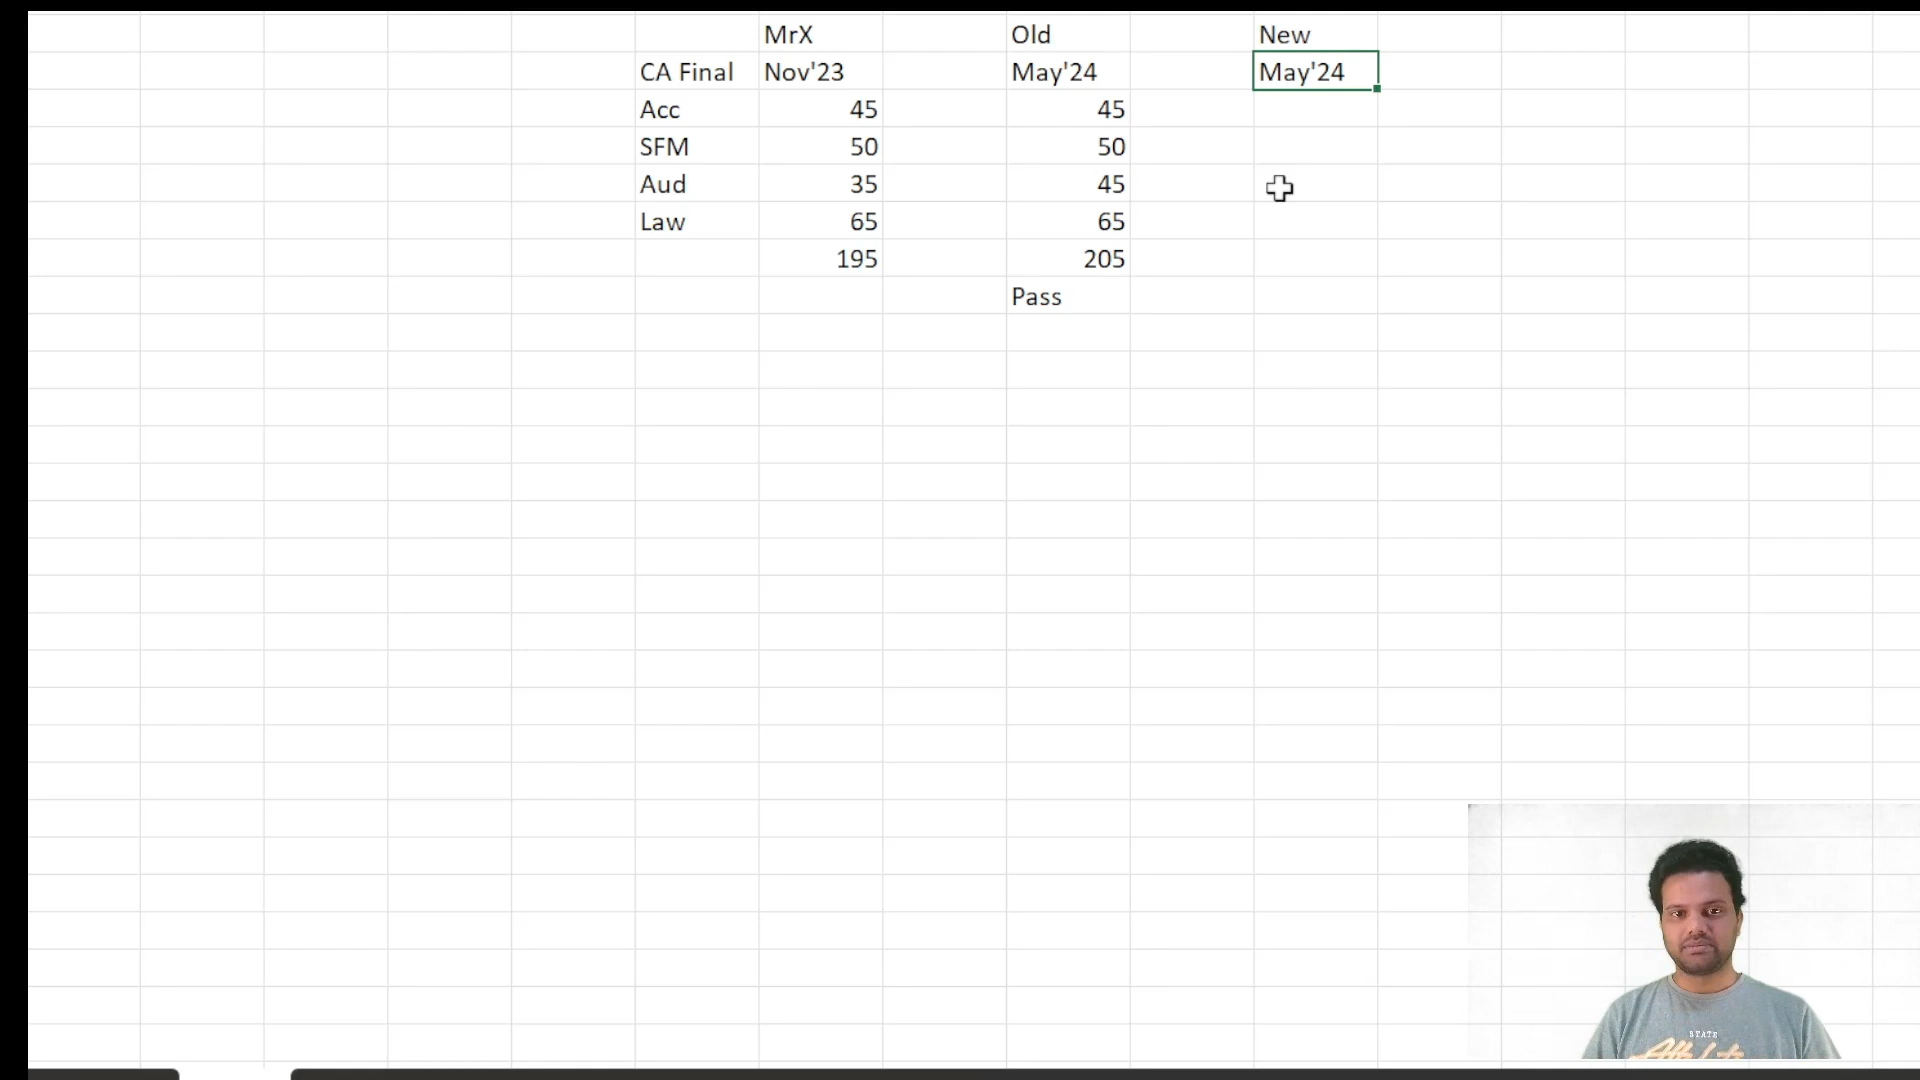 MrX Old New
CA Final Nov'23 May'24 May'24
Acc 45 45
SFM 50 50
Aud 35 45
Law 65 65
195 205
Pass
STATE